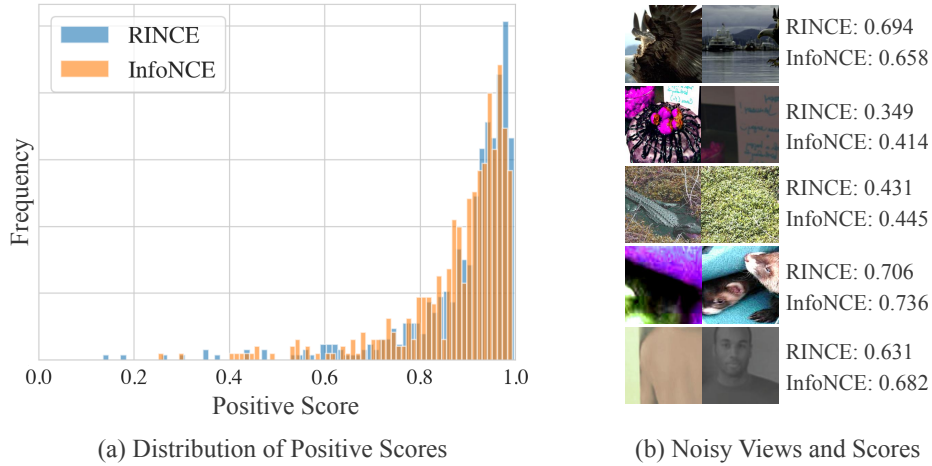 RINCE
InfoNCE
Frequency
0.0 0.2 0.4 0.6 0.8 1.0
Positive Score
(a) Distribution of Positive Scores
RINCE: 0.694
InfoNCE: 0.658
RINCE: 0.349
InfoNCE: 0.414
RINCE: 0.431
InfoNCE: 0.445
RINCE: 0.706
InfoNCE: 0.736
RINCE: 0.631
InfoNCE: 0.682
(b) Noisy Views and Scores